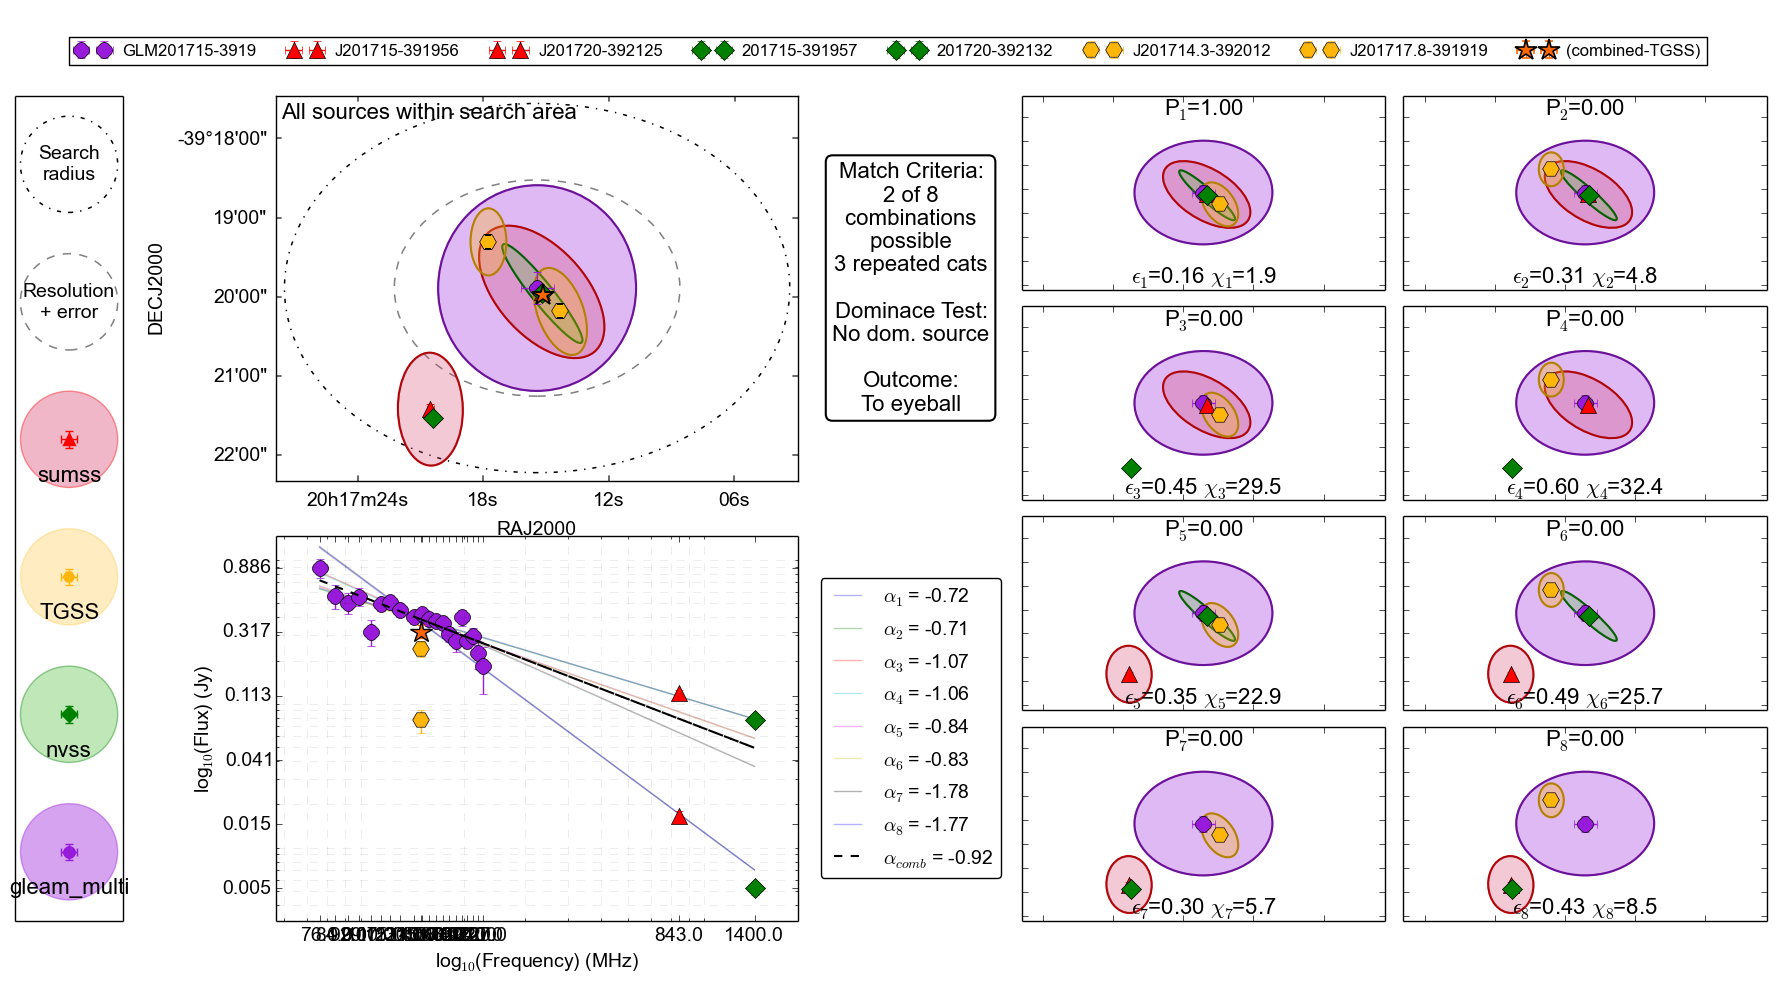 GLM201715-3919 J201715-391956 J201720-392125 201715-391957 201720-392132 J201714.3-392012 J201717.8-391919 (combined-TGSS)
Search
radius
Resolution
+ error
sumss
TGSS
nvss
gleam_multi
All sources within search area
DECJ2000
-39°18'00"
19'00"
20'00"
21'00"
22'00"
20h17m24s 18s 12s 06s
RAJ2000
Match Criteria:
2 of 8
combinations
possible
3 repeated cats
Dominace Test:
No dom. source
Outcome:
To eyeball
log10(Flux) (Jy)
0.886
0.317
0.113
0.041
0.015
0.005
843.0 1400.0
log10(Frequency) (MHz)
α1 = -0.72
α2 = -0.71
α3 = -1.07
α4 = -1.06
α5 = -0.84
α6 = -0.83
α7 = -1.78
α8 = -1.77
αcomb = -0.92
P1=1.00
ϵ1=0.16 χ1=1.9
P2=0.00
ϵ2=0.31 χ2=4.8
P3=0.00
ϵ3=0.45 χ3=29.5
P4=0.00
ϵ4=0.60 χ4=32.4
P5=0.00
ϵ5=0.35 χ5=22.9
P6=0.00
ϵ6=0.49 χ6=25.7
P7=0.00
ϵ7=0.30 χ7=5.7
P8=0.00
ϵ8=0.43 χ8=8.5